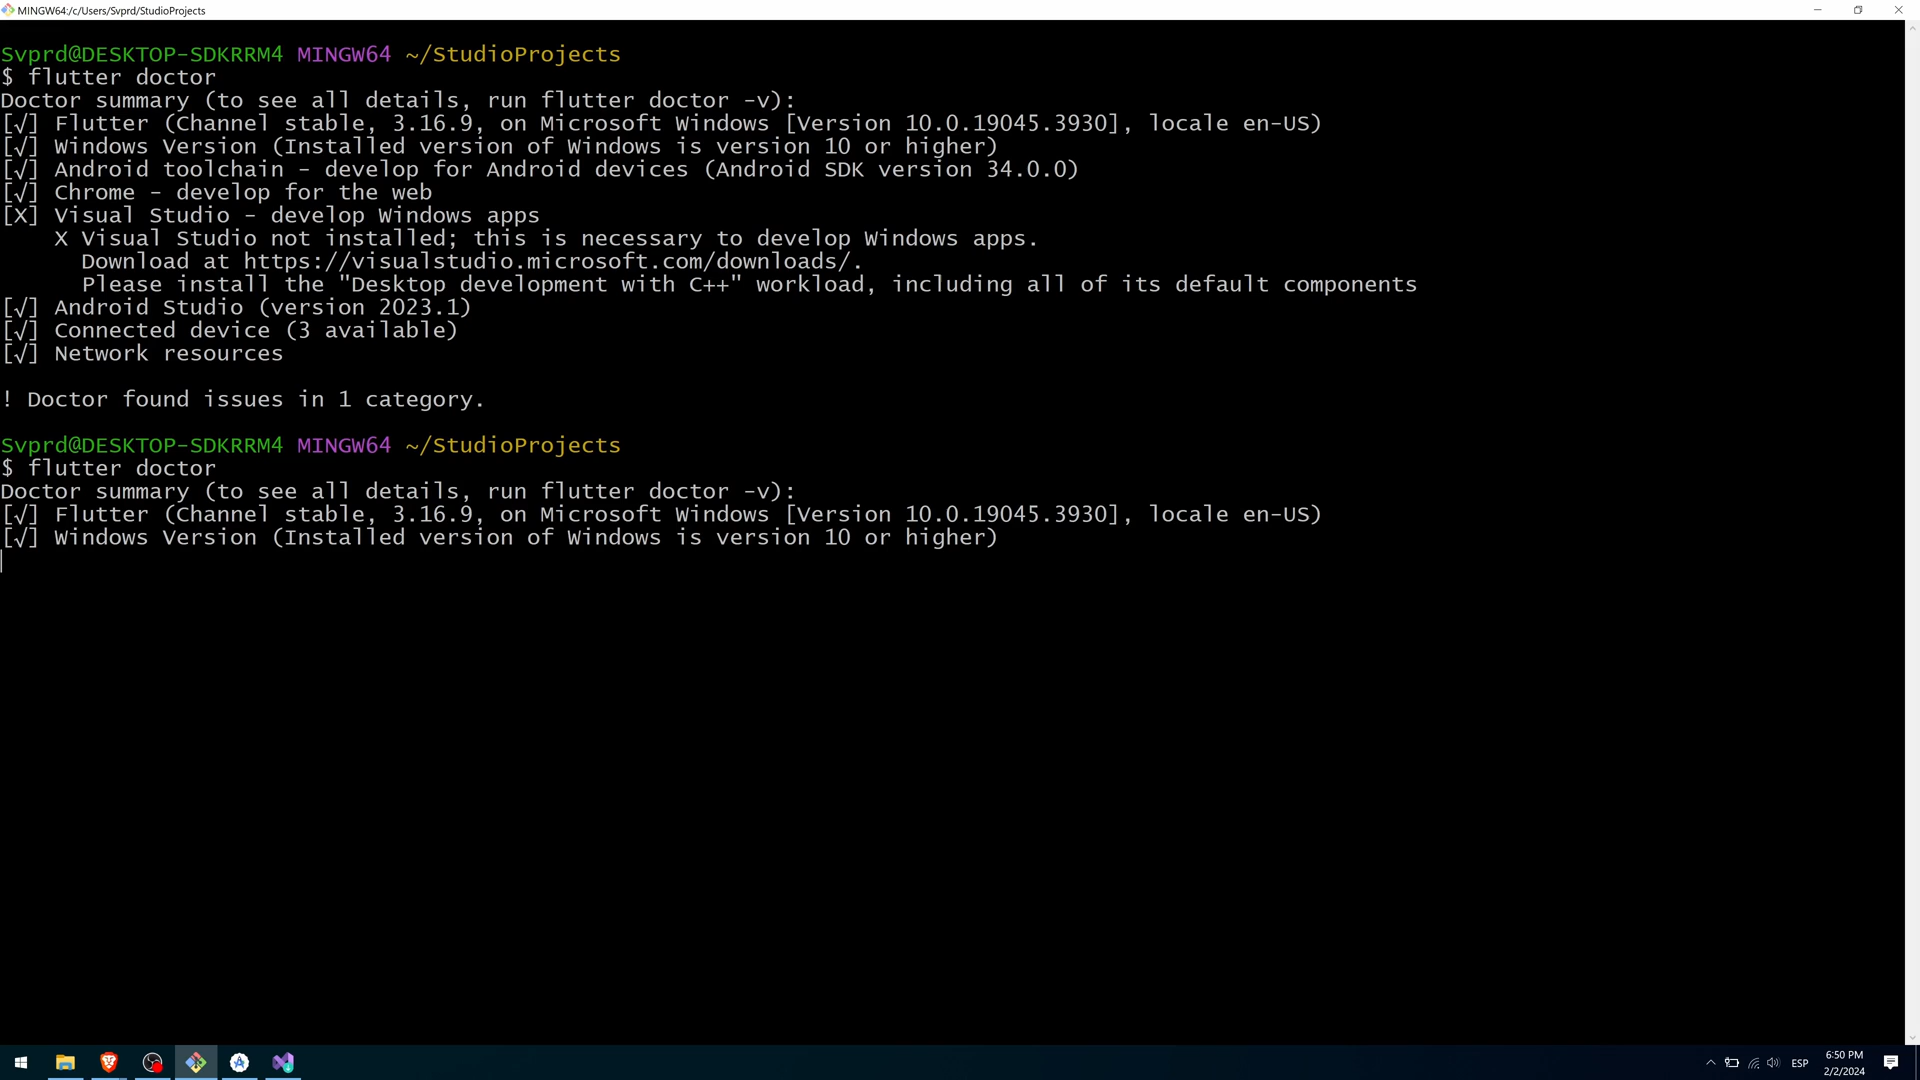 MINGW64:/c/Users/Svprd/StudioProjects
Svprd@DESKTOP-SDKRRM4 MINGW64 ~/StudioProjects
$ flutter doctor
Doctor summary (to see all details, run flutter doctor -v):
[√] Flutter (Channel stable, 3.16.9, on Microsoft Windows [Version 10.0.19045.3930], locale en-US)
[√] Windows Version (Installed version of Windows is version 10 or higher)
[√] Android toolchain - develop for Android devices (Android SDK version 34.0.0)
[√] Chrome - develop for the web
[X] Visual Studio - develop Windows apps
    X Visual Studio not installed; this is necessary to develop Windows apps.
      Download at https://visualstudio.microsoft.com/downloads/.
      Please install the "Desktop development with C++" workload, including all of its default components
[√] Android Studio (version 2023.1)
[√] Connected device (3 available)
[√] Network resources
! Doctor found issues in 1 category.
Svprd@DESKTOP-SDKRRM4 MINGW64 ~/StudioProjects
$ flutter doctor
Doctor summary (to see all details, run flutter doctor -v):
[√] Flutter (Channel stable, 3.16.9, on Microsoft Windows [Version 10.0.19045.3930], locale en-US)
[√] Windows Version (Installed version of Windows is version 10 or higher)
ESP
6:50 PM
2/2/2024